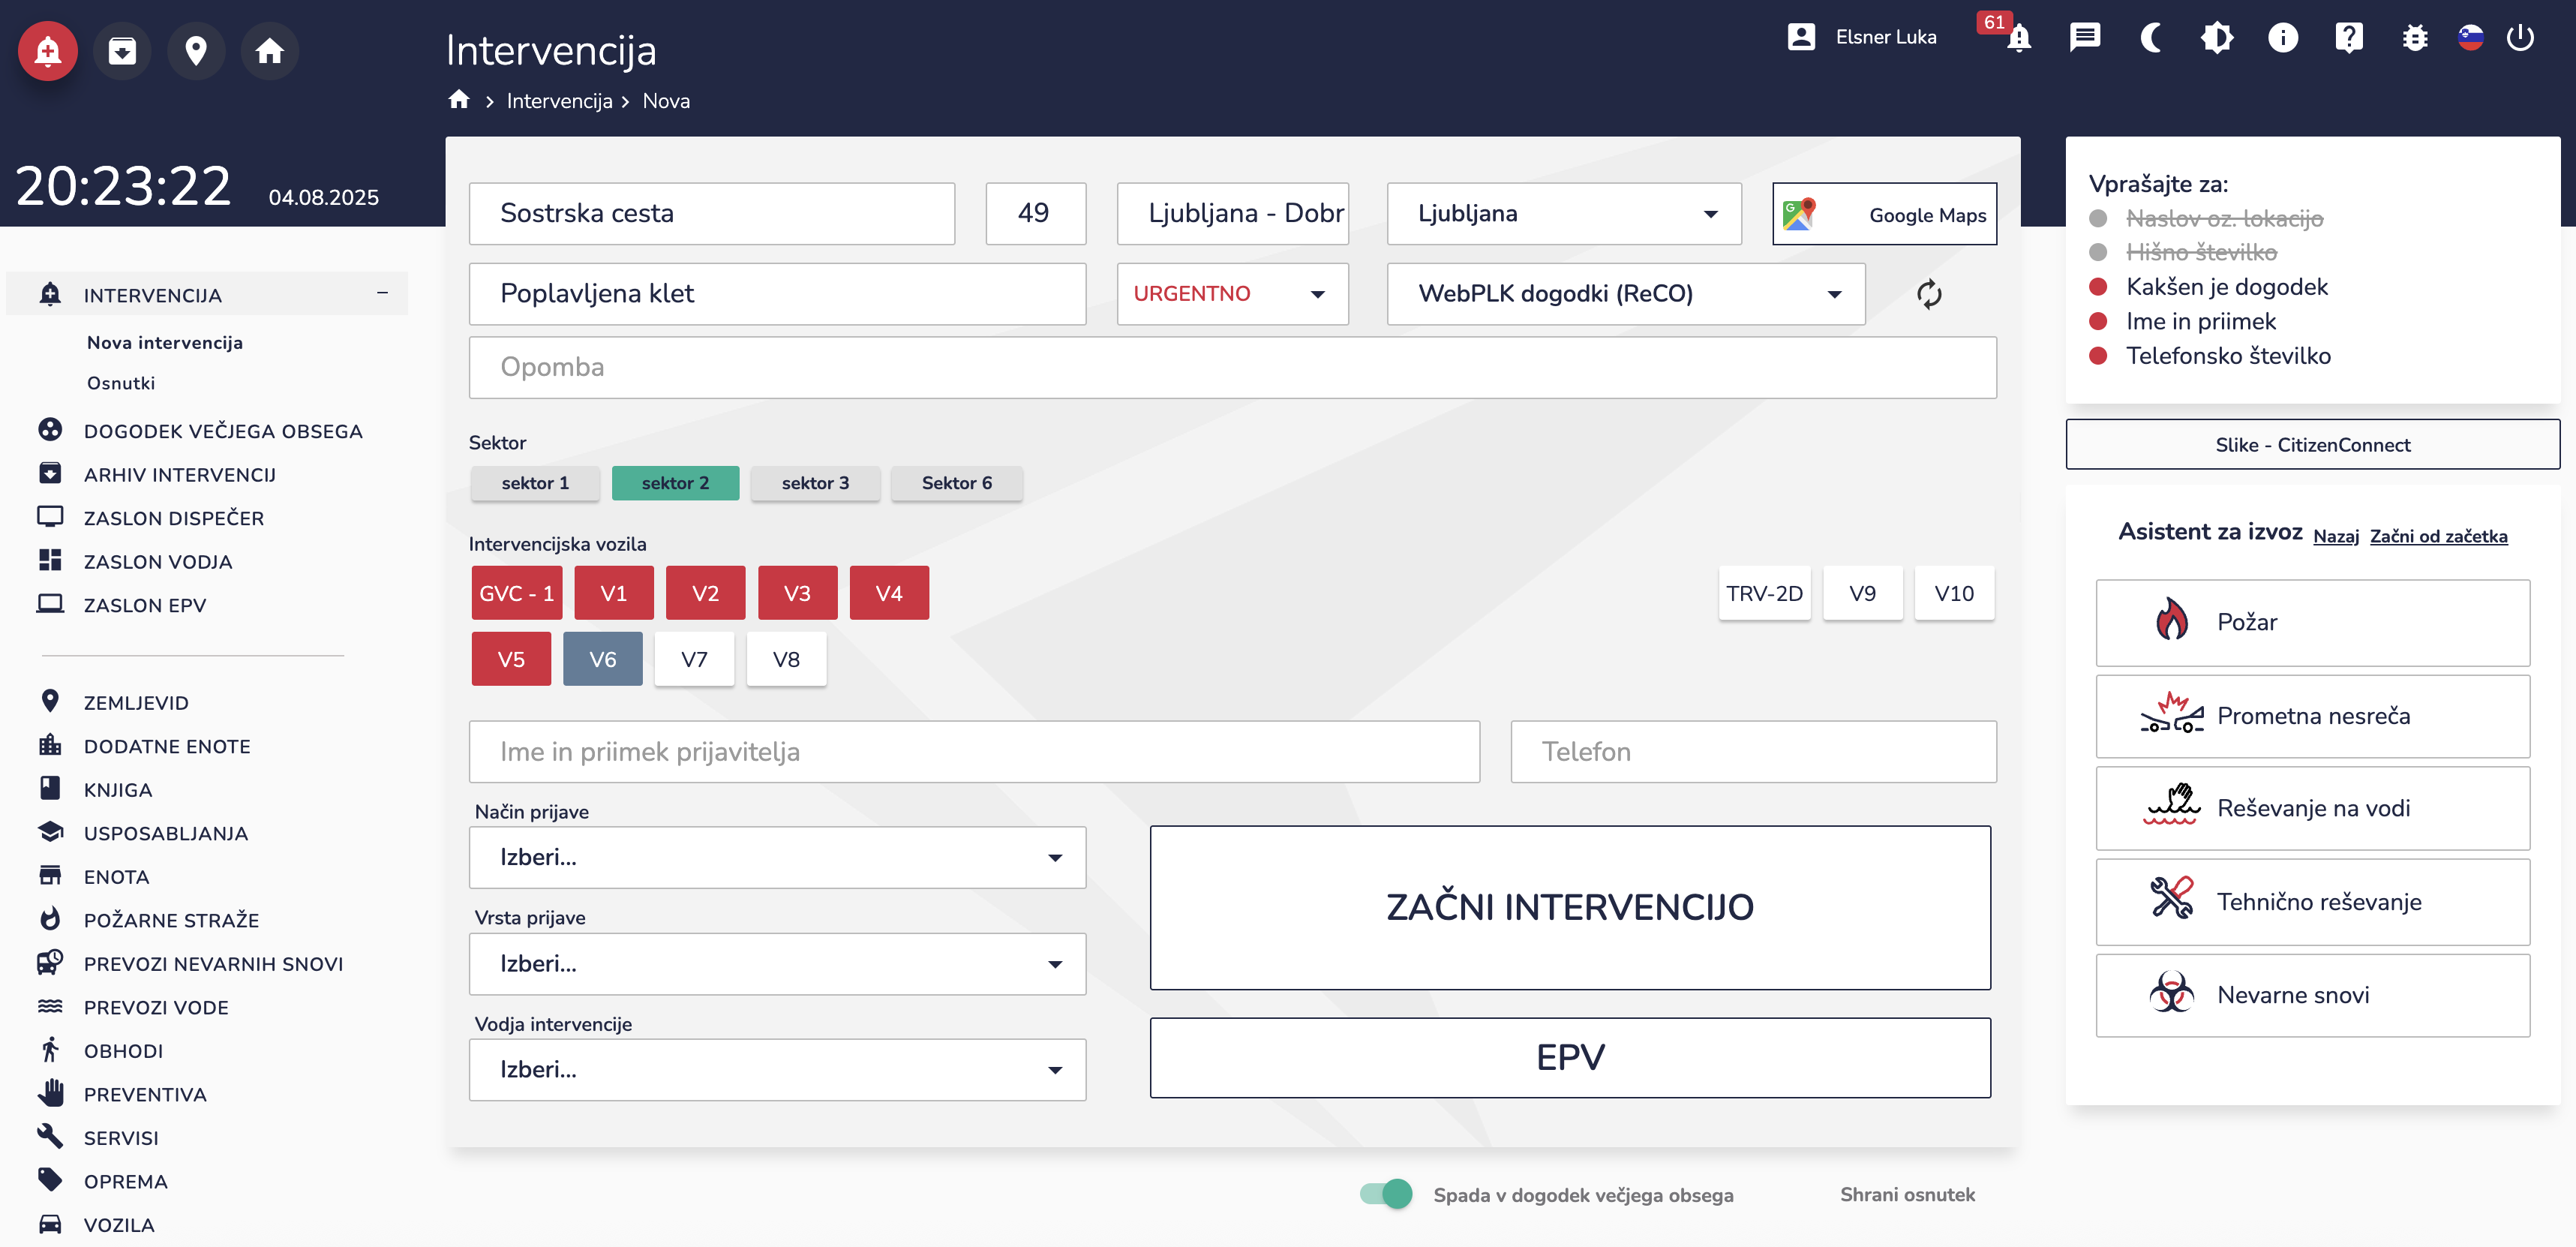 Intervencija
Elsner Luka
61
Intervencija
Nova
20:23:22
04.08.2025
INTERVENCIJA
Nova intervencija
Osnutki
DOGODEK VEČJEGA OBSEGA
ARHIV INTERVENCIJ
ZASLON DISPEČER
ZASLON VODJA
ZASLON EPV
ZEMLJEVID
DODATNE ENOTE
KNJIGA
USPOSABLJANJA
ENOTA
POŽARNE STRAŽE
PREVOZI NEVARNIH SNOVI
PREVOZI VODE
OBHODI
PREVENTIVA
SERVISI
OPREMA
VOZILA
Sostrska cesta
49
Ljubljana - Dobr
Ljubljana
Google Maps
Poplavljena klet
URGENTNO
WebPLK dogodki (ReCO)
Opomba
Sektor
sektor 1
sektor 2
sektor 3
Sektor 6
Intervencijska vozila
GVC - 1
V1
V2
V3
V4
TRV-2D
V9
V10
V5
V6
V7
V8
Ime in priimek prijavitelja
Telefon
Način prijave
Izberi...
Vrsta prijave
Izberi...
Vodja intervencije
Izberi...
ZAČNI INTERVENCIJO
EPV
Spada v dogodek večjega obsega
Shrani osnutek
Vprašajte za:
Naslov oz. lokacijo
Hišno številko
Kakšen je dogodek
Ime in priimek
Telefonsko številko
Slike - CitizenConnect
Asistent za izvoz
Nazaj
Začni od začetka
Požar
Prometna nesreča
Reševanje na vodi
Tehnično reševanje
Nevarne snovi